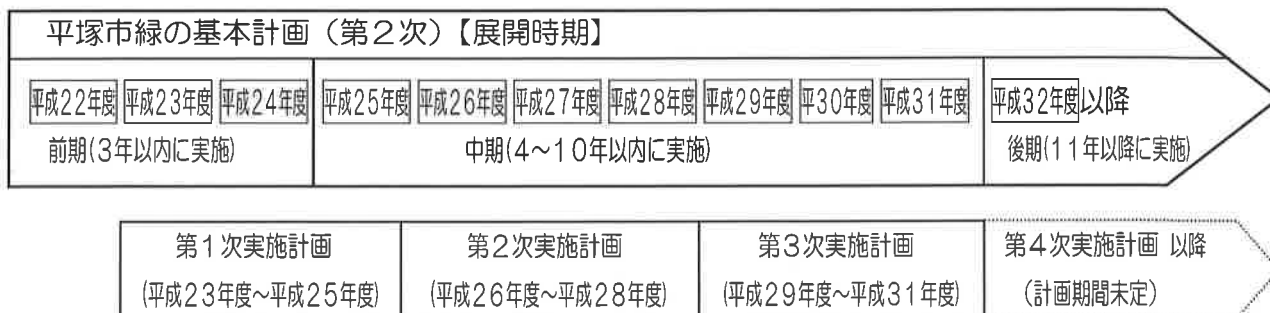 平塚市緑の基本計画（第２次）【展開時期】
平成22年度 平成23年度 平成24年度 平成25年度 平成26年度 平成27年度 平成28年度 平成29年度 平30年度 平成31年度 平成32年度以降
前期(３年以内に実施) 中期(４～１０年以内に実施) 後期(１１年以降に実施)
第１次実施計画 第２次実施計画 第３次実施計画 第４次実施計画 以降
(平成２３年度～平成２５年度) (平成２６年度～平成２８年度) (平成２９年度～平成３１年度) (計画期間未定)